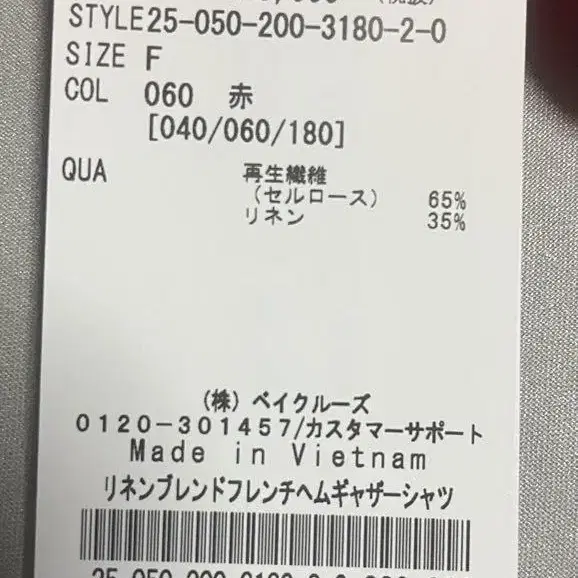 STYLE25-050-200-3180-2-0
SIZE F
COL 060 赤
[040/060/180]
QUA 再生繊維
(セルロース) 65%
リネン 35%
(株) ベイクルーズ
0120-301457/カスタマーサポート
Made in Vietnam
リネンブレンドフレンチヘムギャザーシャツ